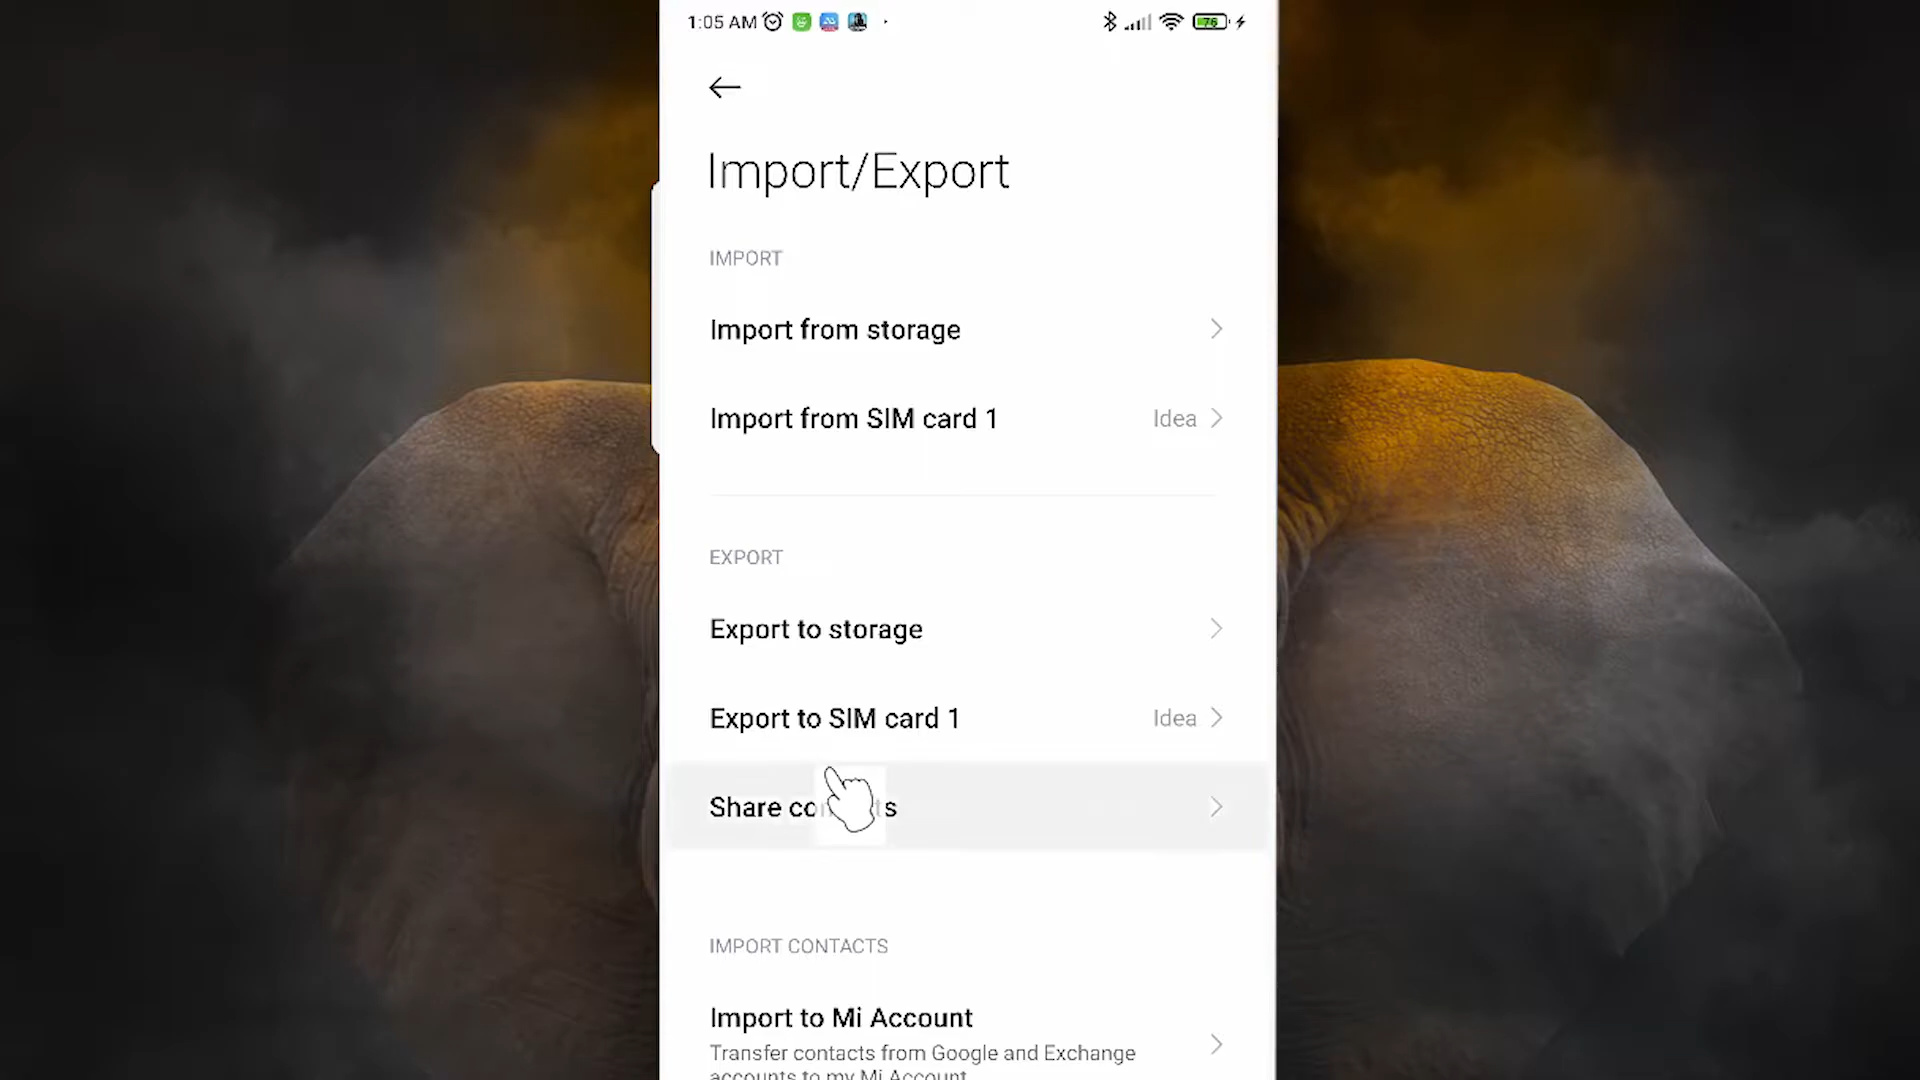 1:05 AM
76
Import/Export
IMPORT
Import from storage
Import from SIM card 1 Idea
EXPORT
Export to storage
Export to SIM card 1 Idea
Share co s
IMPORT CONTACTS
Import to Mi Account
Transfer contacts from Google and Exchange
accounts to my Mi Account